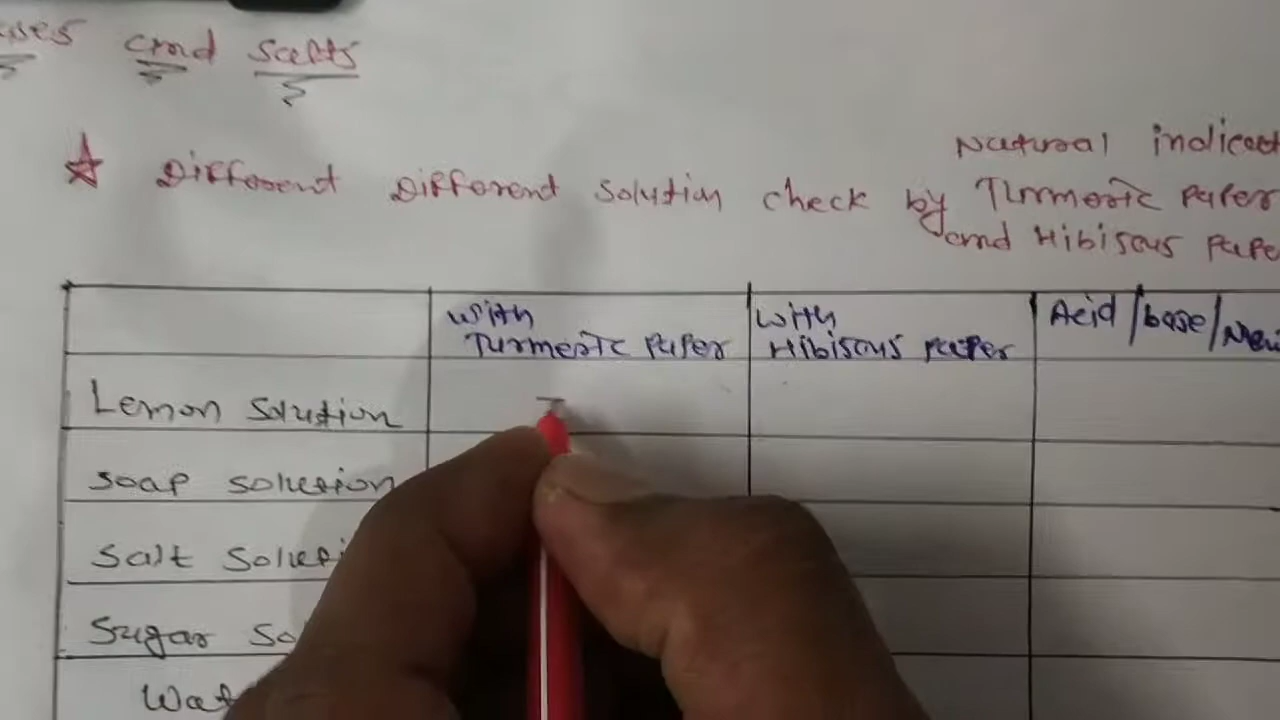 and salts
Natural indicat
Different Different solution check by Turmeric paper
and Hibiscus pape
with
Turmeric paper
with
Hibiscus paper
Acid/base/Neu
Lemon solution
soap solution
salt soluti
sugar so
Wat